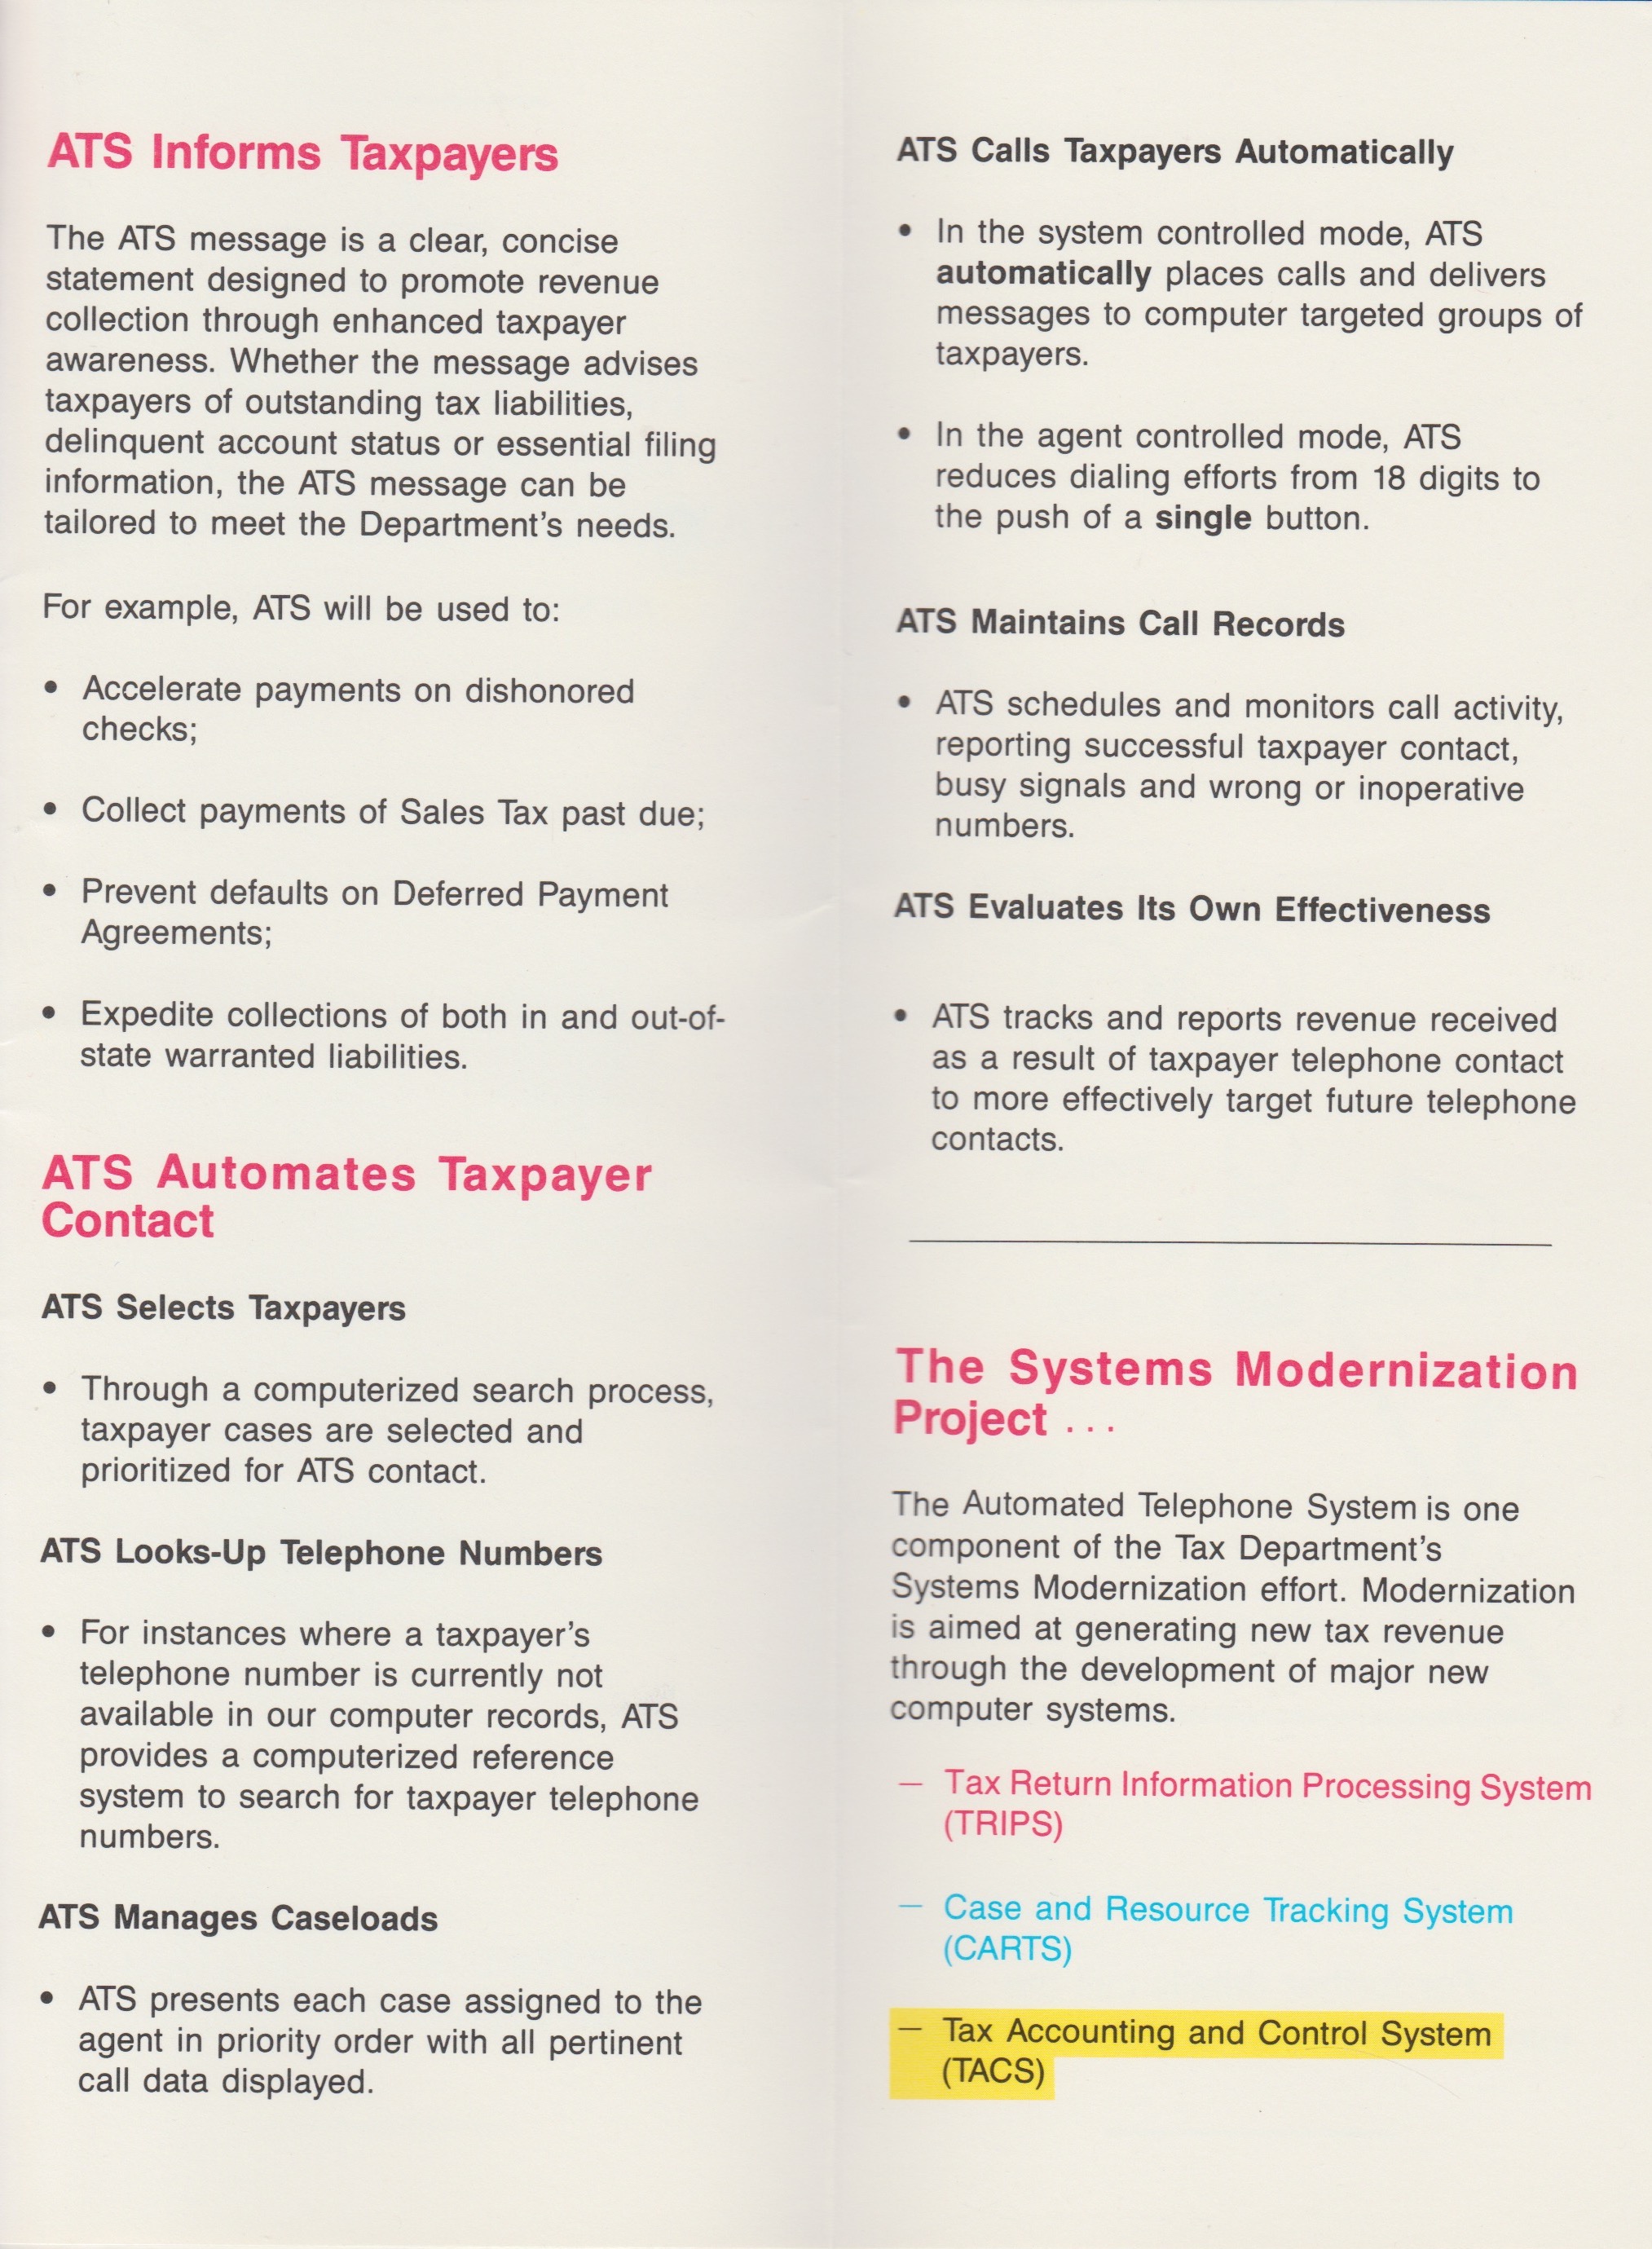 ATS Informs Taxpayers
The ATS message is a clear, concise
statement designed to promote revenue
collection through enhanced taxpayer
awareness. Whether the message advises
taxpayers of outstanding tax liabilities,
delinquent account status or essential filing
information, the ATS message can be
tailored to meet the Department's needs.
For example, ATS will be used to:
• Accelerate payments on dishonored
checks;
• Collect payments of Sales Tax past due;
• Prevent defaults on Deferred Payment
Agreements;
• Expedite collections of both in and out-of-
state warranted liabilities.
ATS Automates Taxpayer
Contact
ATS Selects Taxpayers
• Through a computerized search process,
taxpayer cases are selected and
prioritized for ATS contact.
ATS Looks-Up Telephone Numbers
• For instances where a taxpayer's
telephone number is currently not
available in our computer records, ATS
provides a computerized reference
system to search for taxpayer telephone
numbers.
ATS Manages Caseloads
• ATS presents each case assigned to the
agent in priority order with all pertinent
call data displayed.
ATS Calls Taxpayers Automatically
• In the system controlled mode, ATS
automatically places calls and delivers
messages to computer targeted groups of
taxpayers.
• In the agent controlled mode, ATS
reduces dialing efforts from 18 digits to
the push of a single button.
ATS Maintains Call Records
• ATS schedules and monitors call activity,
reporting successful taxpayer contact,
busy signals and wrong or inoperative
numbers.
ATS Evaluates Its Own Effectiveness
• ATS tracks and reports revenue received
as a result of taxpayer telephone contact
to more effectively target future telephone
contacts.
The Systems Modernization
Project ...
The Automated Telephone System is one
component of the Tax Department's
Systems Modernization effort. Modernization
is aimed at generating new tax revenue
through the development of major new
computer systems.
— Tax Return Information Processing System
(TRIPS)
— Case and Resource Tracking System
(CARTS)
— Tax Accounting and Control System
(TACS)